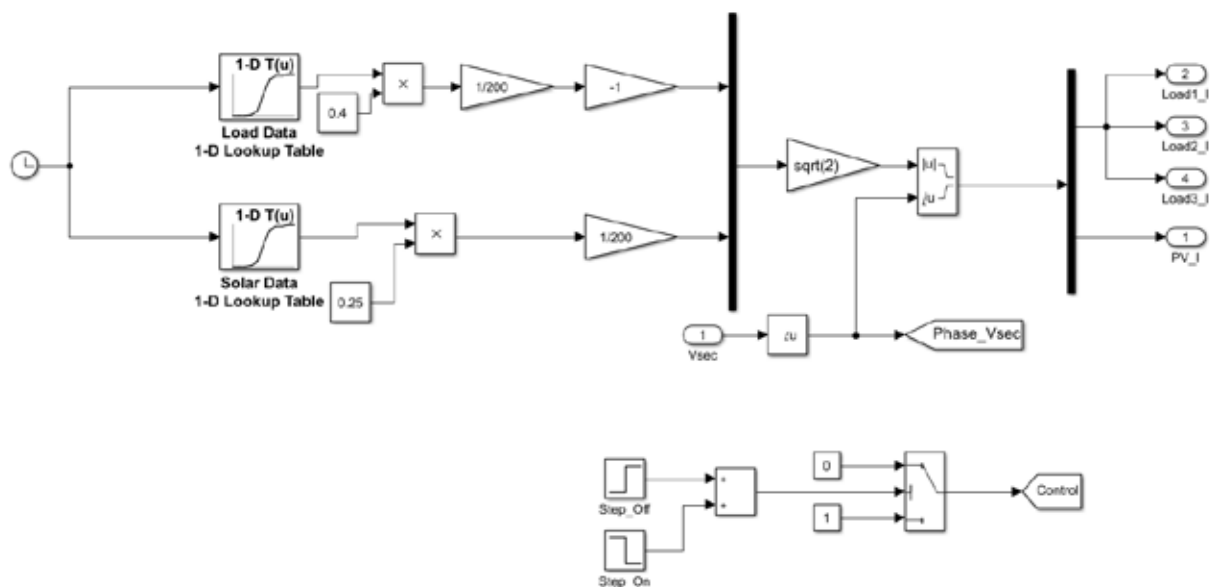 1-D T(u)
Load Data
1-D Lookup Table
0.4
×
1/200
-1
1-D T(u)
Solar Data
1-D Lookup Table
0.25
×
1/200
sqrt(2)
|u|
∠u
1
Vsec
∠u
Phase_Vsec
2
Load1_I
3
Load2_I
4
Load3_I
1
PV_I
Step_Off
Step_On
+
+
0
1
Control